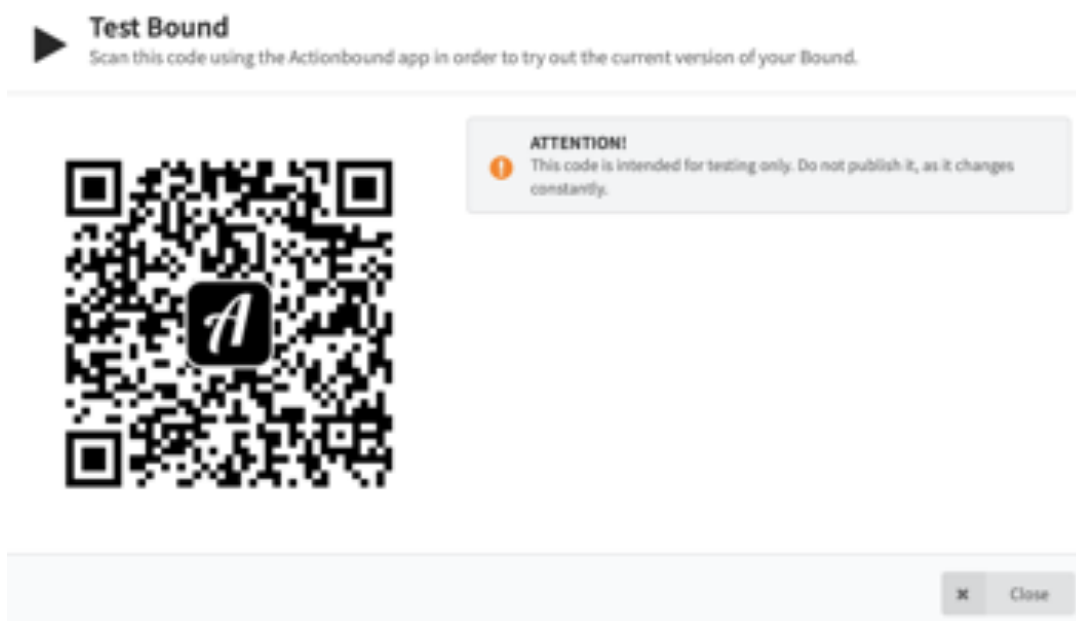 Test Bound
Scan this code using the Actionbound app in order to try out the current version of your Bound.
ATTENTION!
This code is intended for testing only. Do not publish it, as it changes
constantly.
A
Close